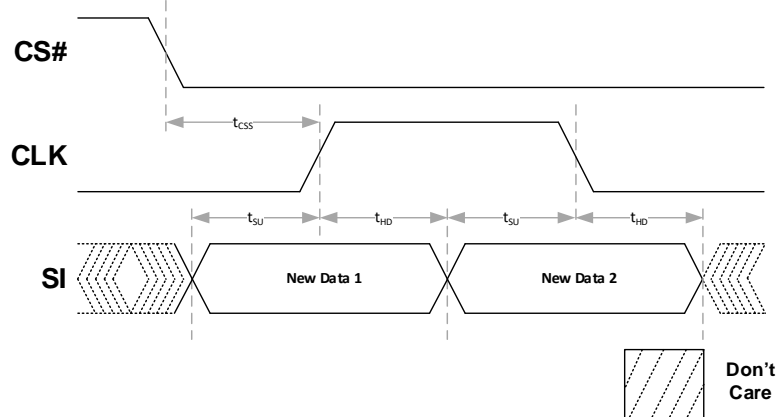 CS#
tCSS
CLK
tSU tHD tSU tHD
SI
New Data 1 New Data 2
Don't
Care